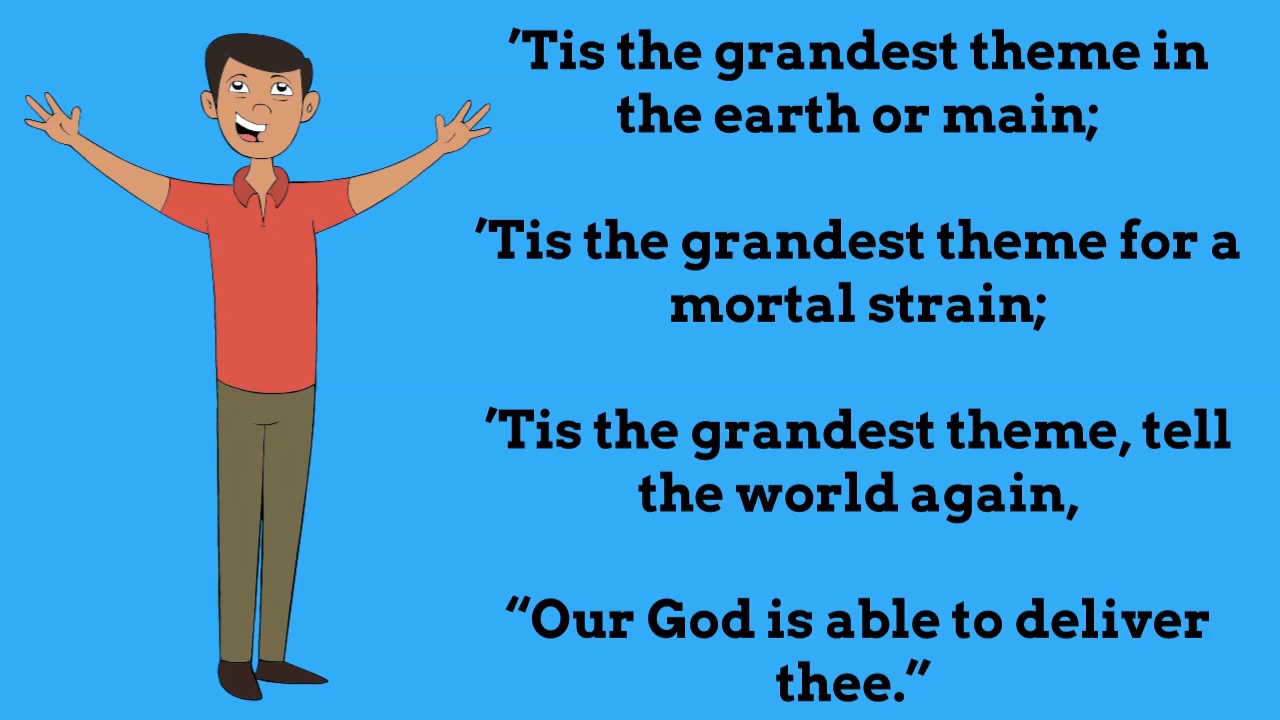 ’Tis the grandest theme in
the earth or main;
’Tis the grandest theme for a
mortal strain;
’Tis the grandest theme, tell
the world again,
“Our God is able to deliver
thee.”